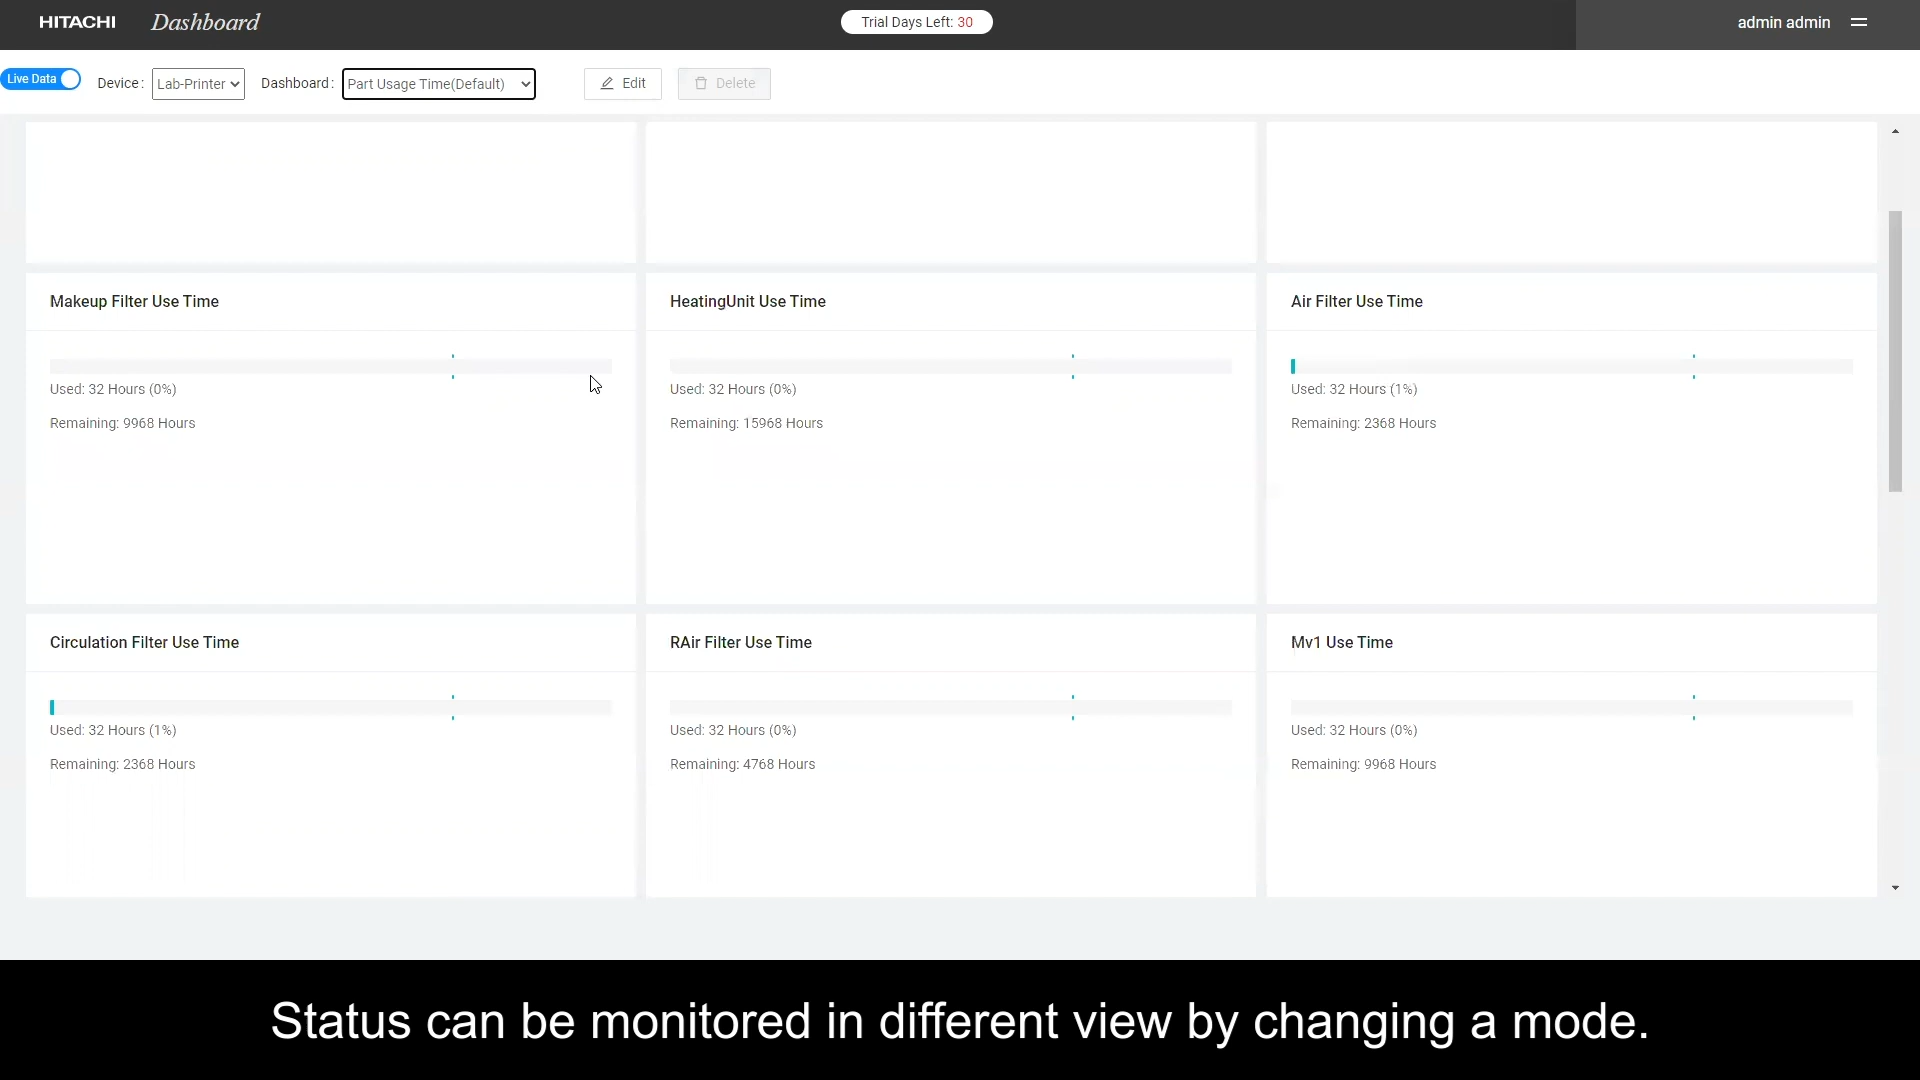 HITACHI Dashboard Trial Days Left: 30 admin admin
Live Data Device: Lab-Printer Dashboard: Part Usage Time(Default) Edit Delete
Makeup Filter Use Time
Used: 32 Hours (0%)
Remaining: 9968 Hours
HeatingUnit Use Time
Used: 32 Hours (0%)
Remaining: 15968 Hours
Air Filter Use Time
Used: 32 Hours (1%)
Remaining: 2368 Hours
Circulation Filter Use Time
Used: 32 Hours (1%)
Remaining: 2368 Hours
RAir Filter Use Time
Used: 32 Hours (0%)
Remaining: 4768 Hours
Mv1 Use Time
Used: 32 Hours (0%)
Remaining: 9968 Hours
Status can be monitored in different view by changing a mode.